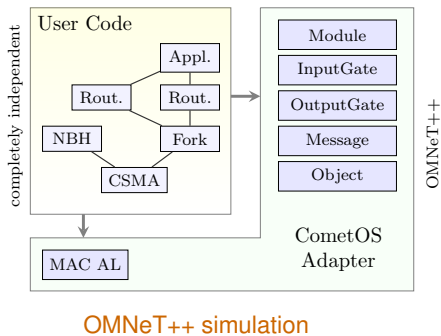 User Code
Appl.
Rout.
Rout.
NBH
Fork
CSMA
completely independent
Module
InputGate
OutputGate
Message
Object
OMNeT++
CometOS
Adapter
MAC AL
OMNeT++ simulation